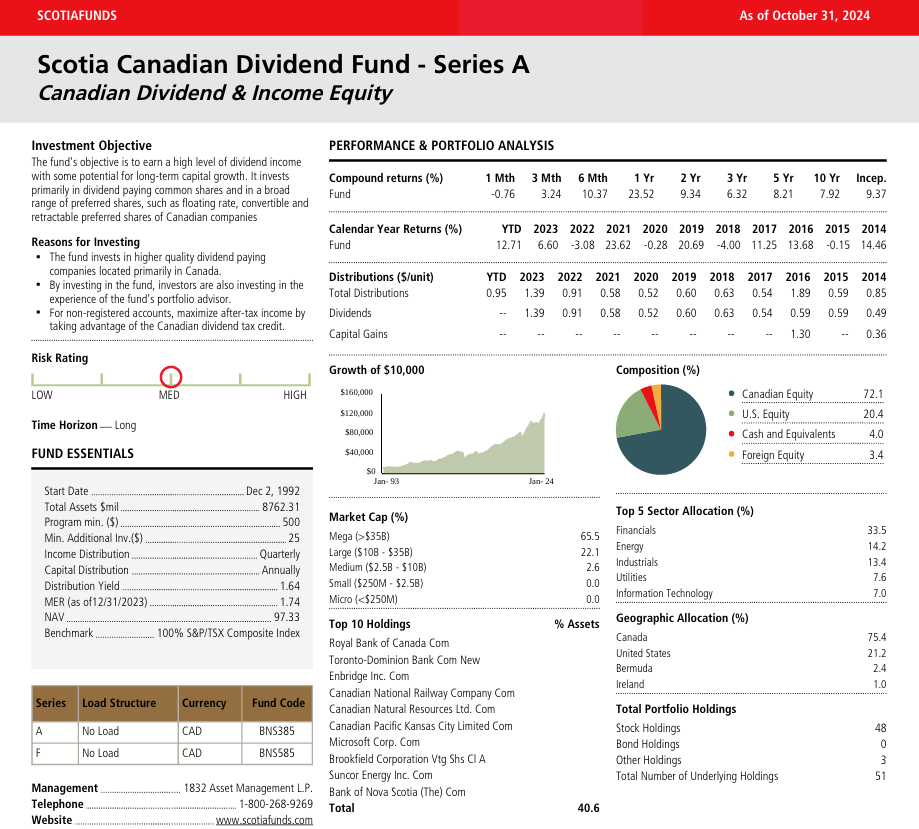 SCOTIAFUNDS
As of October 31, 2024
Scotia Canadian Dividend Fund - Series A
Canadian Dividend & Income Equity
Investment Objective
The fund's objective is to earn a high level of dividend income
with some potential for long-term capital growth. It invests
primarily in dividend paying common shares and in a broad
range of preferred shares, such as floating rate, convertible and
retractable preferred shares of Canadian companies
Reasons for Investing
▪ The fund invests in higher quality dividend paying
companies located primarily in Canada.
▪ By investing in the fund, investors are also investing in the
experience of the fund's portfolio advisor.
▪ For non-registered accounts, maximize after-tax income by
taking advantage of the Canadian dividend tax credit.
Risk Rating
LOW MED HIGH
Time Horizon — Long
FUND ESSENTIALS
Start Date Dec 2, 1992
Total Assets $mil 8762.31
Program min. ($) 500
Min. Additional Inv.($) 25
Income Distribution Quarterly
Capital Distribution Annually
Distribution Yield 1.64
MER (as of12/31/2023) 1.74
NAV 97.33
Benchmark 100% S&P/TSX Composite Index
Series Load Structure Currency Fund Code
A No Load CAD BNS385
F No Load CAD BNS585
Management 1832 Asset Management L.P.
Telephone 1-800-268-9269
Website www.scotiafunds.com
PERFORMANCE & PORTFOLIO ANALYSIS
Compound returns (%) 1 Mth 3 Mth 6 Mth 1 Yr 2 Yr 3 Yr 5 Yr 10 Yr Incep.
Fund -0.76 3.24 10.37 23.52 9.34 6.32 8.21 7.92 9.37
Calendar Year Returns (%) YTD 2023 2022 2021 2020 2019 2018 2017 2016 2015 2014
Fund 12.71 6.60 -3.08 23.62 -0.28 20.69 -4.00 11.25 13.68 -0.15 14.46
Distributions ($/unit) YTD 2023 2022 2021 2020 2019 2018 2017 2016 2015 2014
Total Distributions 0.95 1.39 0.91 0.58 0.52 0.60 0.63 0.54 1.89 0.59 0.85
Dividends -- 1.39 0.91 0.58 0.52 0.60 0.63 0.54 0.59 0.59 0.49
Capital Gains -- -- -- -- -- -- -- -- 1.30 -- 0.36
Growth of $10,000
$160,000
$120,000
$80,000
$40,000
$0
Jan- 93 Jan- 24
Market Cap (%)
Mega (>$35B) 65.5
Large ($10B - $35B) 22.1
Medium ($2.5B - $10B) 2.6
Small ($250M - $2.5B) 0.0
Micro (<$250M) 0.0
Top 10 Holdings % Assets
Royal Bank of Canada Com
Toronto-Dominion Bank Com New
Enbridge Inc. Com
Canadian National Railway Company Com
Canadian Natural Resources Ltd. Com
Canadian Pacific Kansas City Limited Com
Microsoft Corp. Com
Brookfield Corporation Vtg Shs Cl A
Suncor Energy Inc. Com
Bank of Nova Scotia (The) Com
Total 40.6
Composition (%)
Canadian Equity 72.1
U.S. Equity 20.4
Cash and Equivalents 4.0
Foreign Equity 3.4
Top 5 Sector Allocation (%)
Financials 33.5
Energy 14.2
Industrials 13.4
Utilities 7.6
Information Technology 7.0
Geographic Allocation (%)
Canada 75.4
United States 21.2
Bermuda 2.4
Ireland 1.0
Total Portfolio Holdings
Stock Holdings 48
Bond Holdings 0
Other Holdings 3
Total Number of Underlying Holdings 51